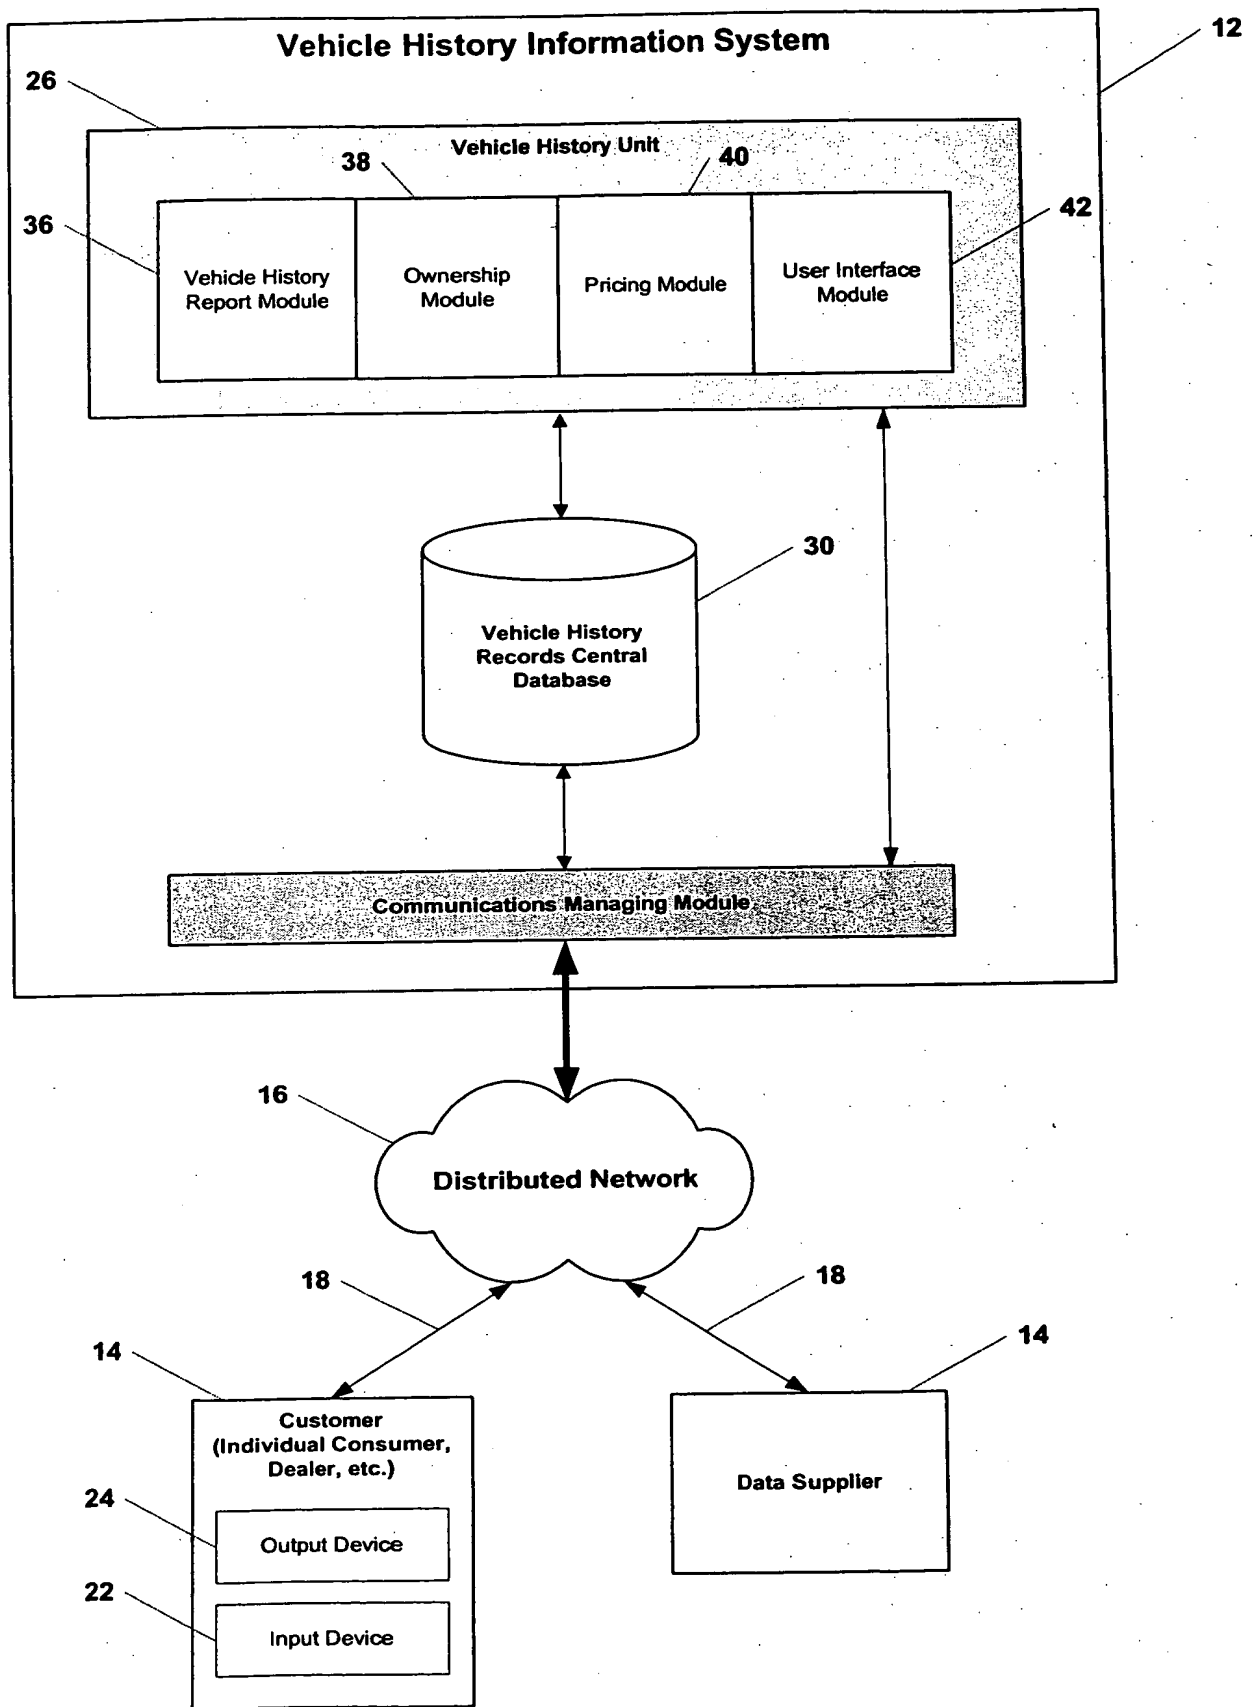 Vehicle History Information System
12
26
Vehicle History Unit
38
40
36
42
Vehicle History
Report Module
Ownership
Module
Pricing Module
User Interface
Module
30
Vehicle History
Records Central
Database
Communications Managing Module
16
Distributed Network
18
18
14
14
Customer
(Individual Consumer,
Dealer, etc.)
Data Supplier
24
Output Device
22
Input Device